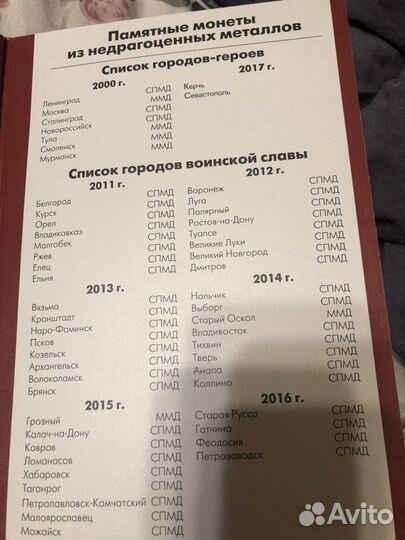 Памятные монеты
из недрагоценных металлов
Список городов-героев
2000 г.
Ленинград СПМД
Москва ММД
Сталинград СПМД
Новороссийск ММД
Тула ММД
Смоленск ММД
Мурманск ММД
2017 г.
Керчь
Севастополь
Список городов воинской славы
2011 г.
Белгород СПМД
Курск СПМД
Орел СПМД
Владикавказ СПМД
Малгобек СПМД
Ржев СПМД
Елец СПМД
Ельня СПМД
2012 г.
Воронеж СПМД
Луга СПМД
Полярный СПМД
Ростов-на-Дону СПМД
Туапсе СПМД
Великие Луки СПМД
Великий Новгород СПМД
Дмитров СПМД
2013 г.
Вязьма СПМД
Кронштадт СПМД
Наро-Фоминск СПМД
Псков СПМД
Козельск СПМД
Архангельск СПМД
Волоколамск СПМД
Брянск СПМД
2014 г.
Нальчик СПМД
Выборг СПМД
Старый Оскол ММД
Владивосток СПМД
Тихвин СПМД
Тверь СПМД
Анапа СПМД
Колпино СПМД
2015 г.
Грозный ММД
Калач-на-Дону СПМД
Ковров СПМД
Ломоносов СПМД
Хабаровск СПМД
Таганрог СПМД
Петропавловск-Камчатский СПМД
Малоярославец СПМД
Можайск СПМД
2016 г.
Старая Русса СПМД
Гатчина СПМД
Феодосия СПМД
Петрозаводск СПМД
Avito